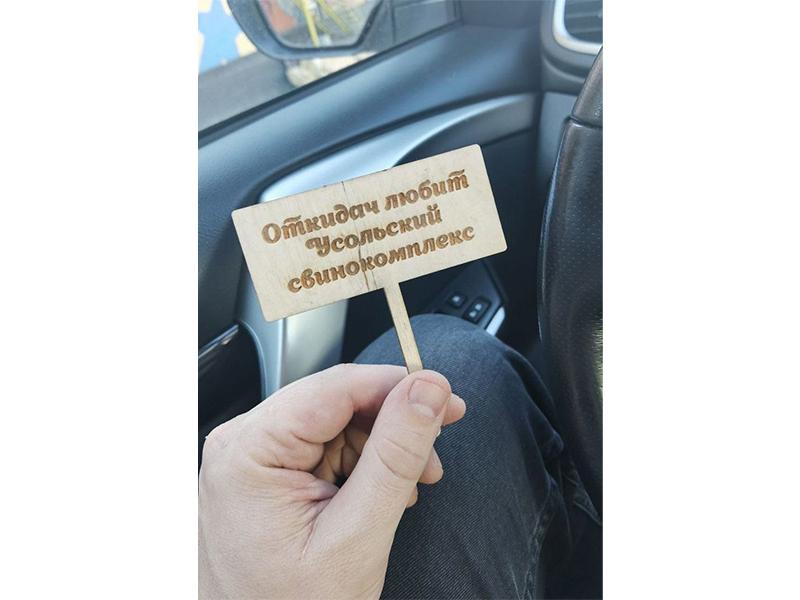 Откидач любит
Усольский
свинокомплекс